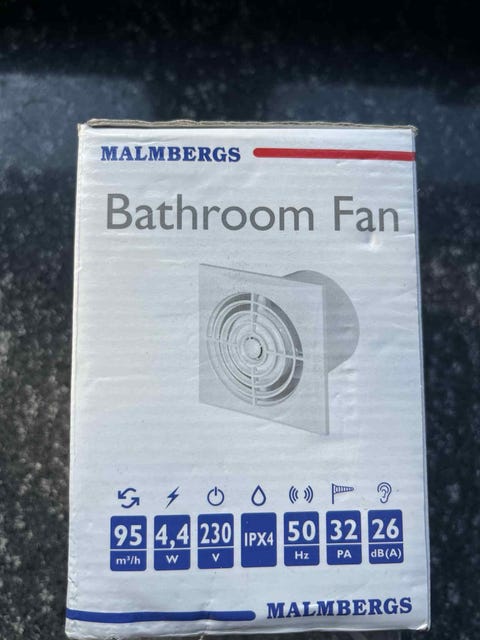 MALMBERGS
Bathroom Fan
95 4,4 230 IPX4 50 32 26
m³/h W V Hz PA dB(A)
MALMBERGS